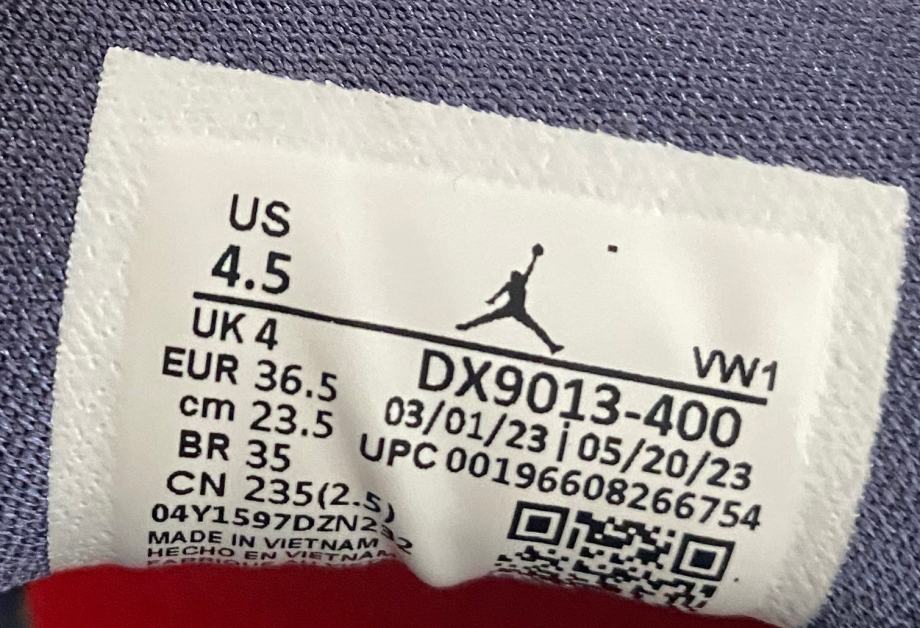 US
4.5
VW1
UK 4
DX9013-400
EUR 36.5
03/01/23 | 05/20/23
cm 23.5
UPC 00196608266754
BR 35
CN 235(2.5)
04Y1597DZN232
MADE IN VIETNAM
HECHO EN VIETNAM